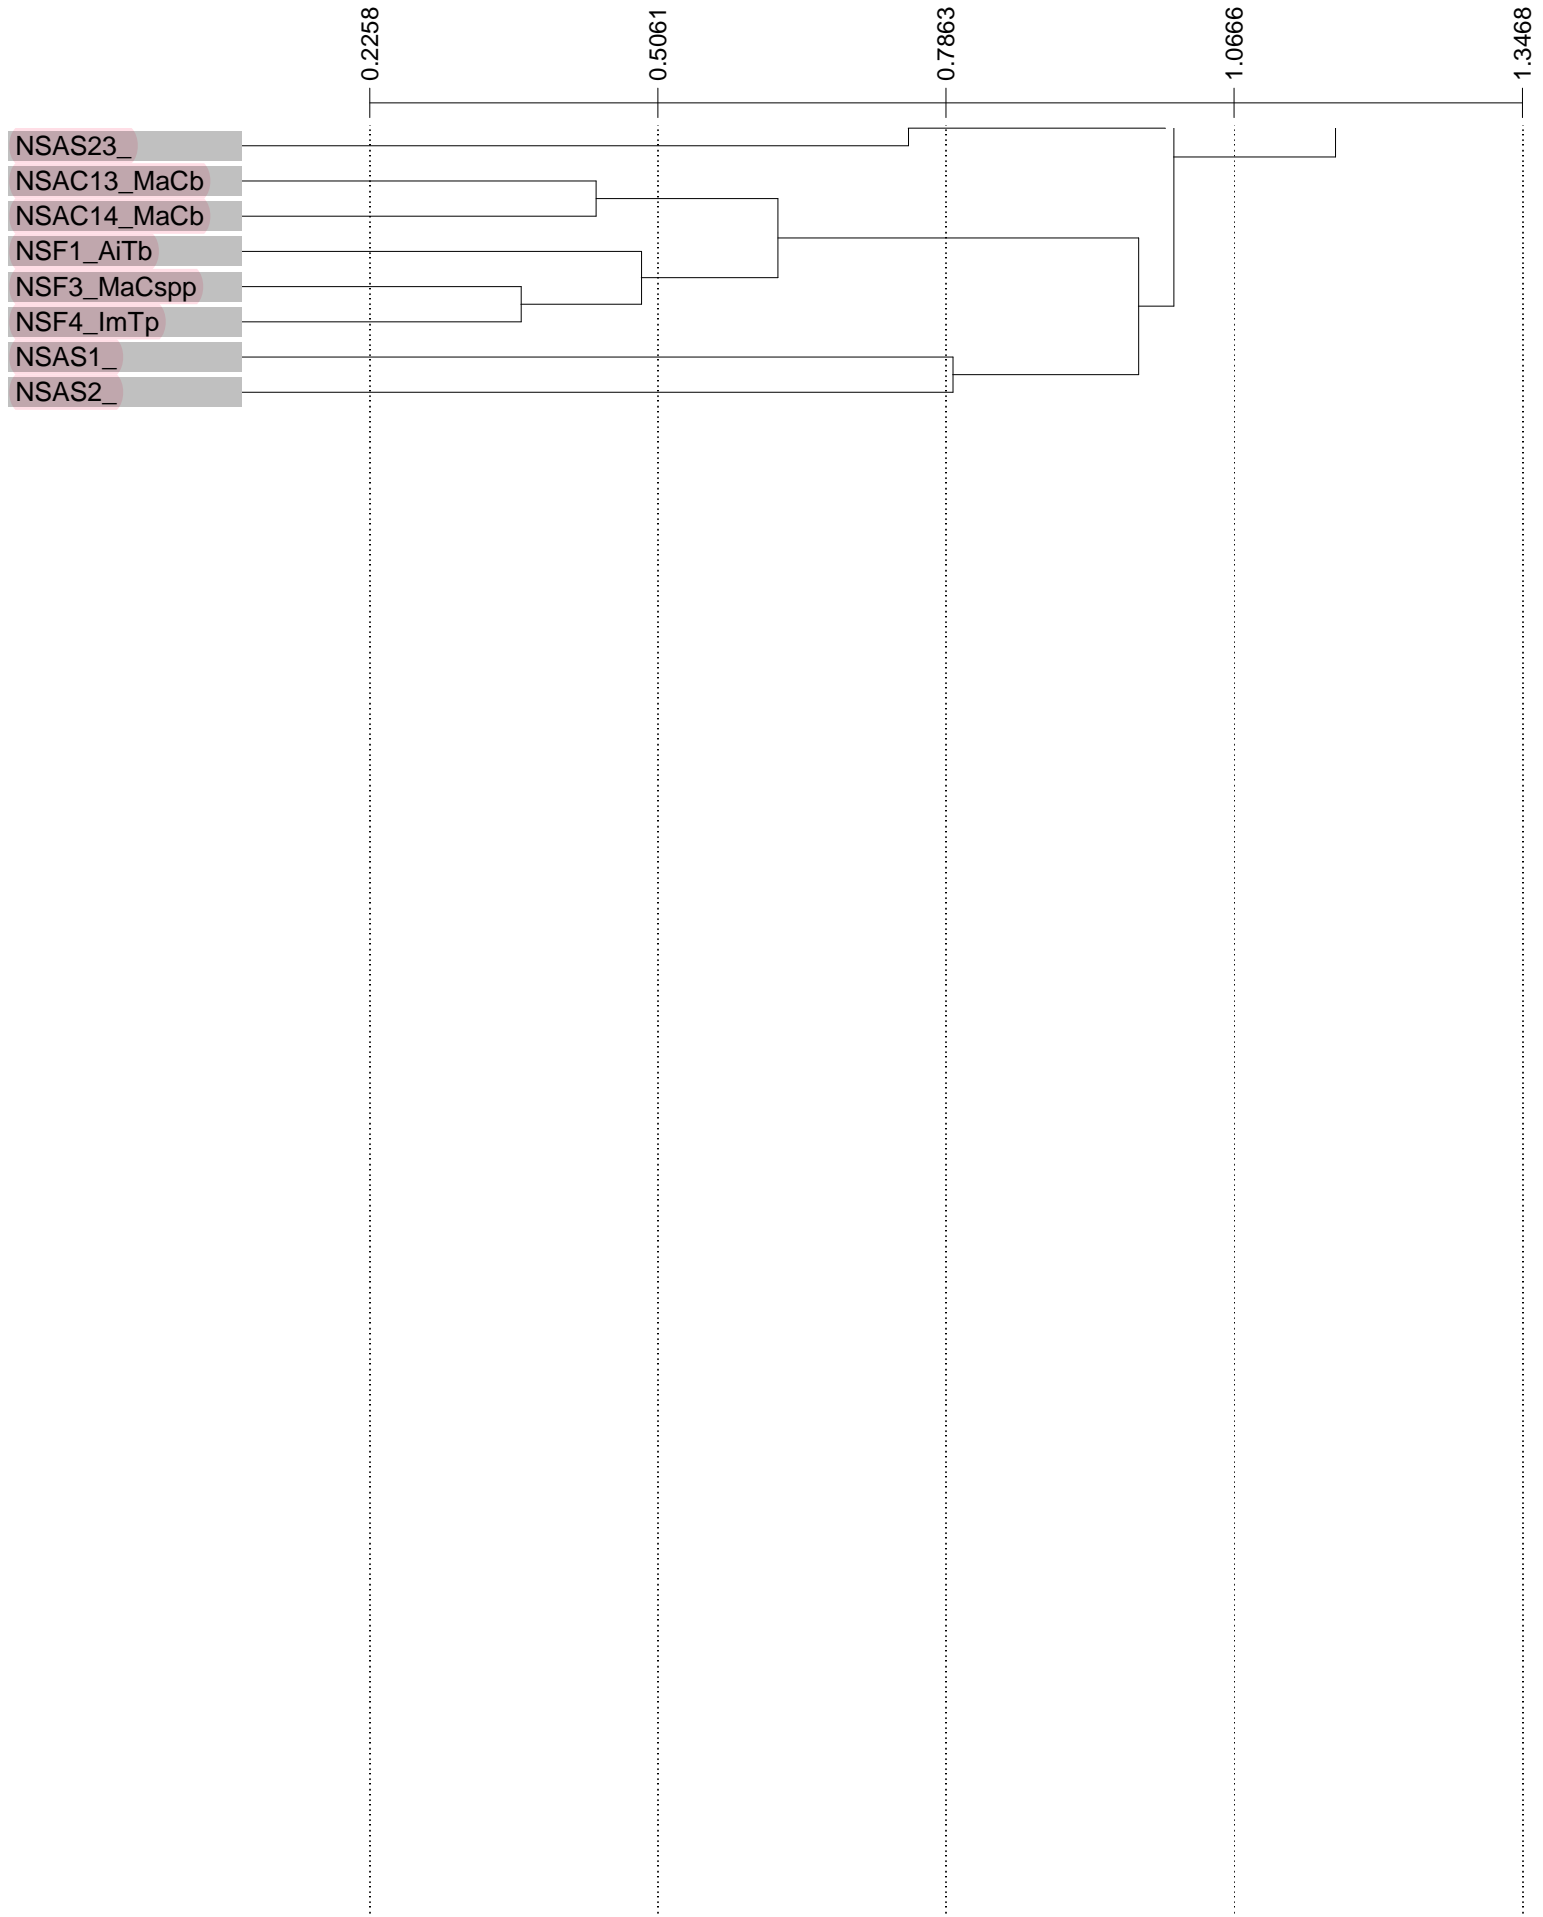 0.2258 0.5061 0.7863 1.0666 1.3468
NSAS23_
NSAC13_MaCb
NSAC14_MaCb
NSF1_AiTb
NSF3_MaCspp
NSF4_ImTp
NSAS1_
NSAS2_